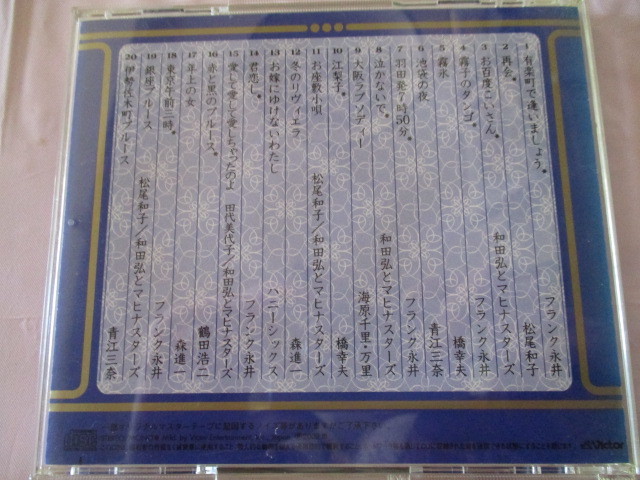 1 有楽町で逢いましょう。 フランク永井
2 再会。 松尾和子
3 お百度こいさん。 和田弘とマヒナスターズ
4 霧子のタンゴ。 フランク永井
5 霧氷 橋幸夫
6 池袋の夜 青江三奈
7 羽田発7時50分。 フランク永井
8 泣かないで。 和田弘とマヒナスターズ
9 大阪ラプソディー 海原千里・万里
10 江梨子。 橋幸夫
11 お座敷小唄 松尾和子/和田弘とマヒナスターズ
12 冬のリヴィエラ 森進一
13 お嫁にゆけないわたし ハニーシックス
14 君恋し。 フランク永井
15 愛して愛して愛しちゃったのよ 田代美代子/和田弘とマヒナスターズ
16 赤と黒のブルース。 鶴田浩二
17 年上の女 森進一
18 東京午前三時。 フランク永井
19 銀座ブルース 松尾和子/和田弘とマヒナスターズ
20 伊勢佐木町ブルース 青江三奈
Victor